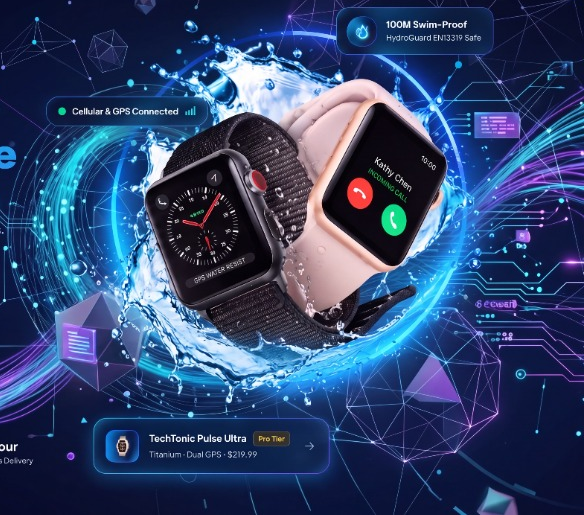 100M Swim-Proof
HydroGuard EN13319 Safe
Cellular & GPS Connected
e
10:00
Kathy Chen
INCOMING CALL
GPS WATER RESIST
our
s Delivery
TechTonic Pulse Ultra
Pro Tier
Titanium · Dual GPS · $219.99